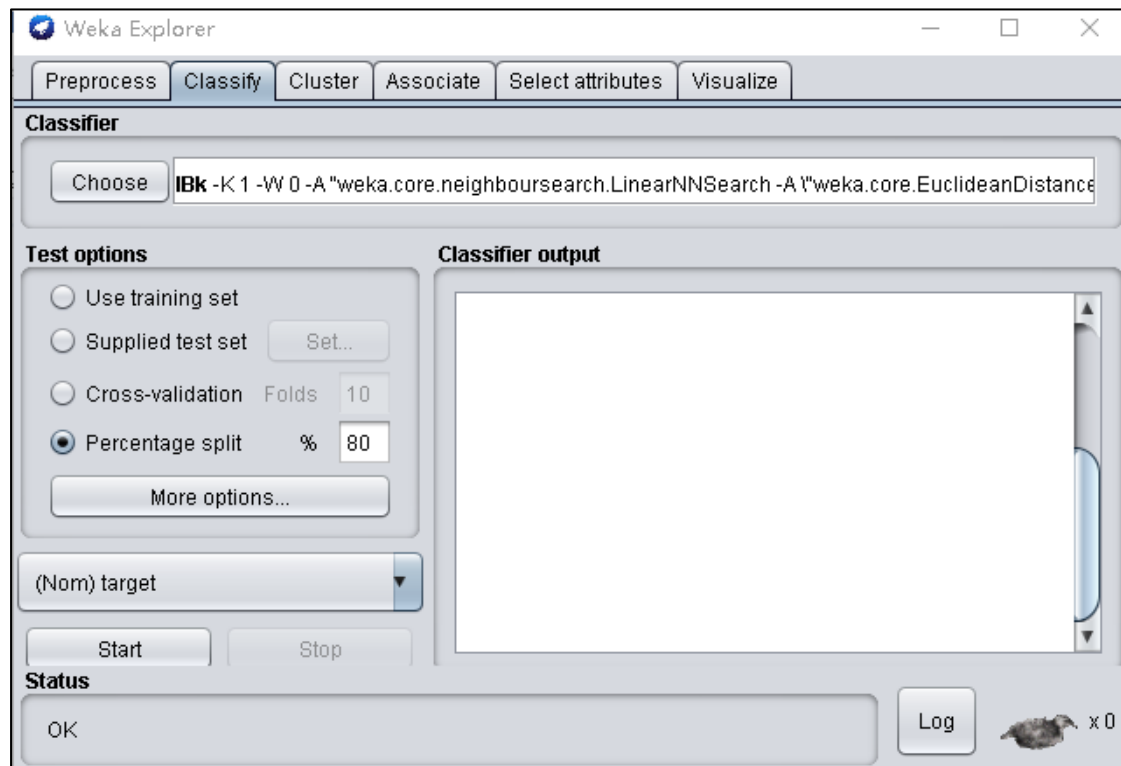 Weka Explorer
Preprocess Classify Cluster Associate Select attributes Visualize
Classifier
Choose IBk -K 1 -W 0 -A "weka.core.neighboursearch.LinearNNSearch -A \"weka.core.EuclideanDistance
Test options
Use training set
Supplied test set Set...
Cross-validation Folds 10
Percentage split % 80
More options...
(Nom) target
Start Stop
Classifier output
Status
OK
Log x 0